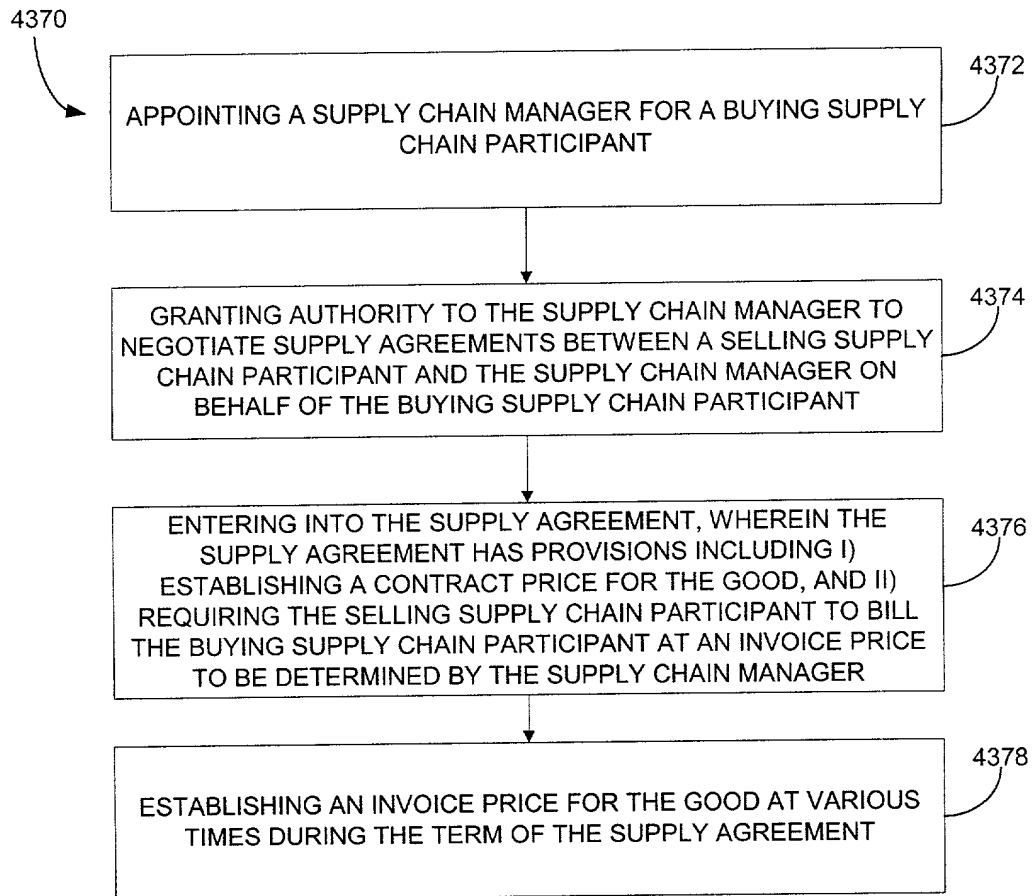 4370
4372
APPOINTING A SUPPLY CHAIN MANAGER FOR A BUYING SUPPLY
CHAIN PARTICIPANT
4374
GRANTING AUTHORITY TO THE SUPPLY CHAIN MANAGER TO
NEGOTIATE SUPPLY AGREEMENTS BETWEEN A SELLING SUPPLY
CHAIN PARTICIPANT AND THE SUPPLY CHAIN MANAGER ON
BEHALF OF THE BUYING SUPPLY CHAIN PARTICIPANT
4376
ENTERING INTO THE SUPPLY AGREEMENT, WHEREIN THE
SUPPLY AGREEMENT HAS PROVISIONS INCLUDING I)
ESTABLISHING A CONTRACT PRICE FOR THE GOOD, AND II)
REQUIRING THE SELLING SUPPLY CHAIN PARTICIPANT TO BILL
THE BUYING SUPPLY CHAIN PARTICIPANT AT AN INVOICE PRICE
TO BE DETERMINED BY THE SUPPLY CHAIN MANAGER
4378
ESTABLISHING AN INVOICE PRICE FOR THE GOOD AT VARIOUS
TIMES DURING THE TERM OF THE SUPPLY AGREEMENT